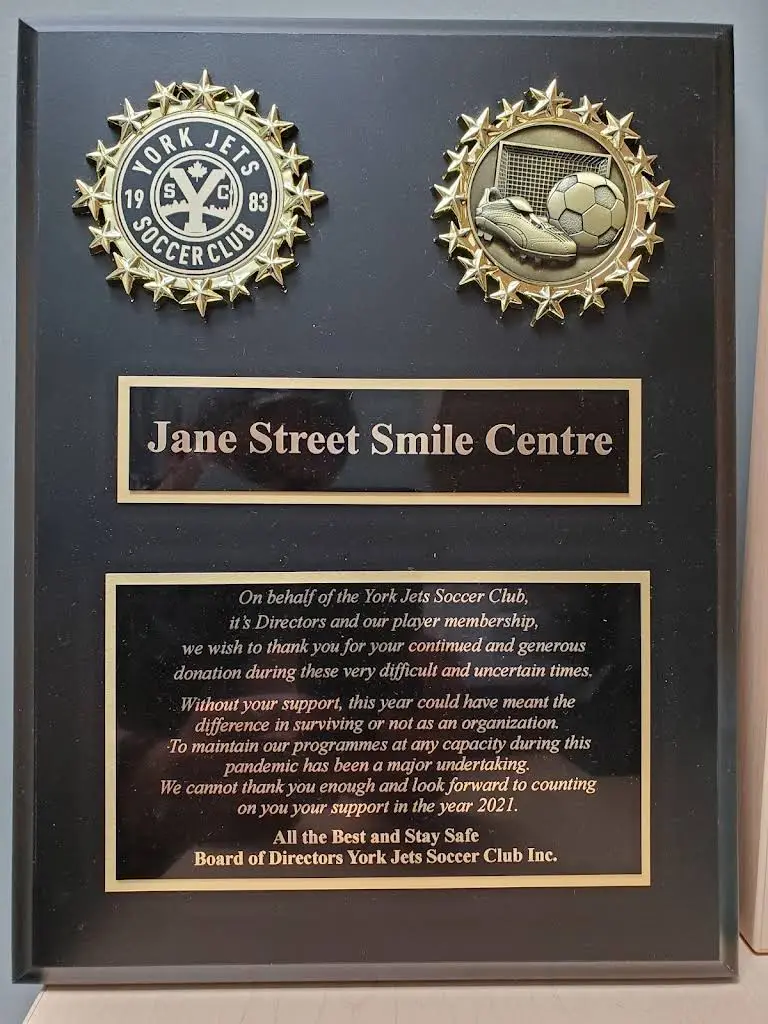 YORK JETS
19 83
S Y C
SOCCER CLUB
Jane Street Smile Centre
On behalf of the York Jets Soccer Club,
it's Directors and our player membership,
we wish to thank you for your continued and generous
donation during these very difficult and uncertain times.
Without your support, this year could have meant the
difference in surviving or not as an organization.
To maintain our programmes at any capacity during this
pandemic has been a major undertaking.
We cannot thank you enough and look forward to counting
on you your support in the year 2021.
All the Best and Stay Safe
Board of Directors York Jets Soccer Club Inc.